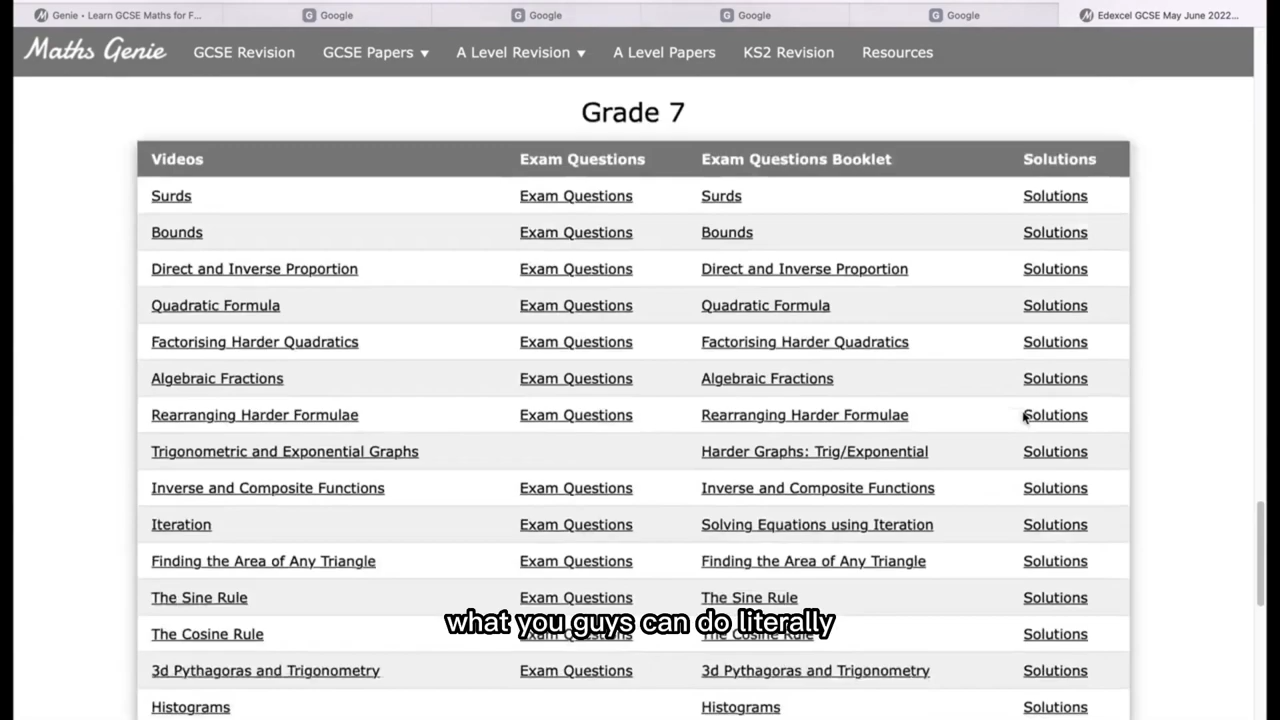 Genie • Learn GCSE Maths for F... Google Google Google Google Edexcel GCSE May June 2022...
Maths Genie GCSE Revision GCSE Papers ▼ A Level Revision ▼ A Level Papers KS2 Revision Resources
Grade 7
Videos Exam Questions Exam Questions Booklet Solutions
Surds Exam Questions Surds Solutions
Bounds Exam Questions Bounds Solutions
Direct and Inverse Proportion Exam Questions Direct and Inverse Proportion Solutions
Quadratic Formula Exam Questions Quadratic Formula Solutions
Factorising Harder Quadratics Exam Questions Factorising Harder Quadratics Solutions
Algebraic Fractions Exam Questions Algebraic Fractions Solutions
Rearranging Harder Formulae Exam Questions Rearranging Harder Formulae Solutions
Trigonometric and Exponential Graphs Harder Graphs: Trig/Exponential Solutions
Inverse and Composite Functions Exam Questions Inverse and Composite Functions Solutions
Iteration Exam Questions Solving Equations using Iteration Solutions
Finding the Area of Any Triangle Exam Questions Finding the Area of Any Triangle Solutions
The Sine Rule Exam Questions The Sine Rule Solutions
what you guys can do literally
The Cosine Rule Exam Questions The Cosine Rule Solutions
3d Pythagoras and Trigonometry Exam Questions 3d Pythagoras and Trigonometry Solutions
Histograms Histograms Solutions